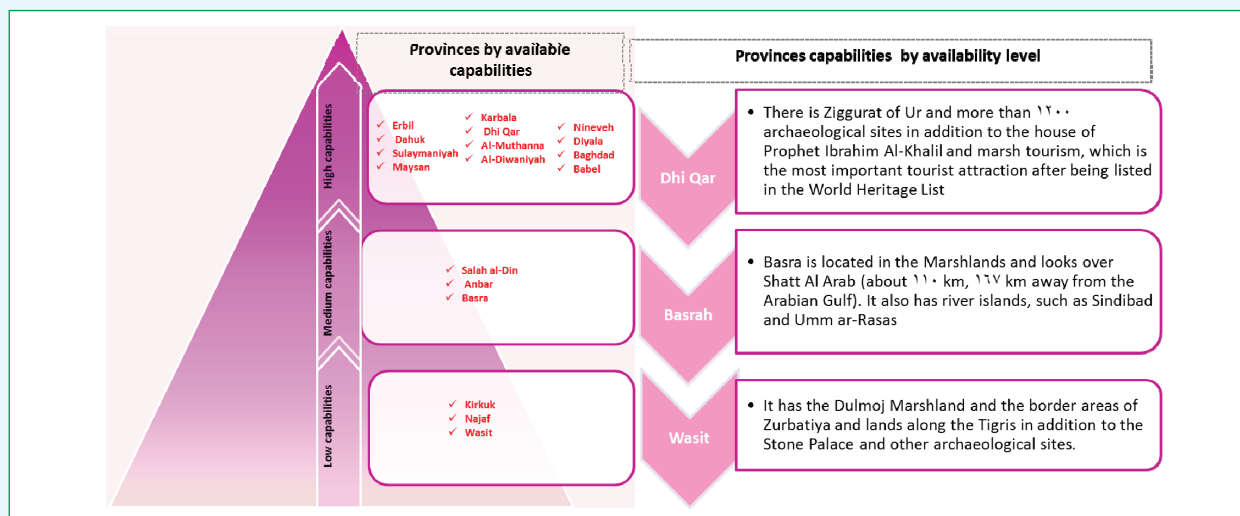 Provinces by available
capabilities
Provinces capabilities by availability level
High capabilities
✓ Erbil
✓ Dahuk
✓ Sulaymaniyah
✓ Maysan
✓ Karbala
✓ Dhi Qar
✓ Al-Muthanna
✓ Al-Diwaniyah
✓ Nineveh
✓ Diyala
✓ Baghdad
✓ Babel
Dhi Qar
• There is Ziggurat of Ur and more than ١٢٠٠
archaeological sites in addition to the house of
Prophet Ibrahim Al-Khalil and marsh tourism, which is
the most important tourist attraction after being listed
in the World Heritage List
Medium capabilities
✓ Salah al-Din
✓ Anbar
✓ Basra
Basrah
• Basra is located in the Marshlands and looks over
Shatt Al Arab (about ١١٠ km, ١٦٧ km away from the
Arabian Gulf). It also has river islands, such as Sindibad
and Umm ar-Rasas
Low capabilities
✓ Kirkuk
✓ Najaf
✓ Wasit
Wasit
• It has the Dulmoj Marshland and the border areas of
Zurbatiya and lands along the Tigris in addition to the
Stone Palace and other archaeological sites.